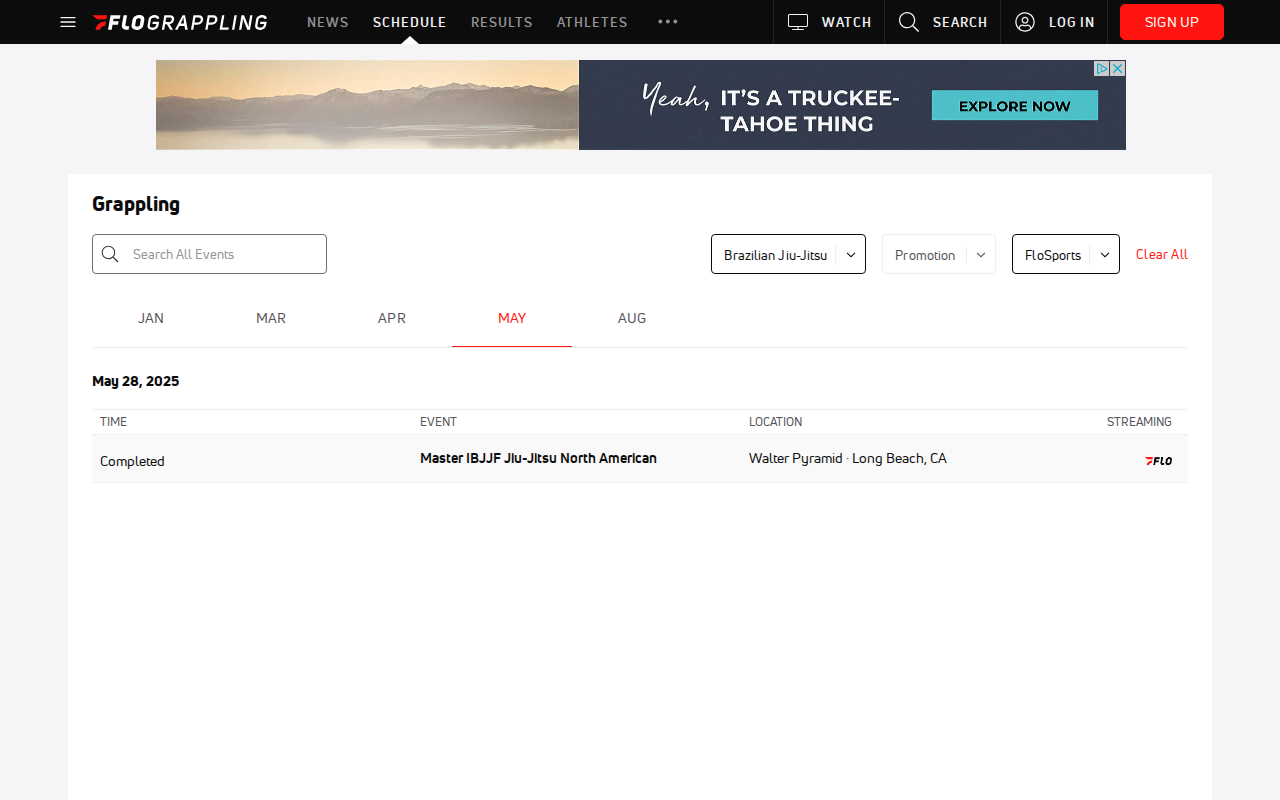 FLOGRAPPLING NEWS SCHEDULE RESULTS ATHLETES WATCH SEARCH LOG IN SIGN UP
Yeah, IT'S A TRUCKEE-
TAHOE THING
EXPLORE NOW
Grappling
Search All Events Brazilian Jiu-Jitsu Promotion FloSports Clear All
JAN MAR APR MAY AUG
May 28, 2025
TIME EVENT LOCATION STREAMING
Completed Master IBJJF Jiu-Jitsu North American Walter Pyramid · Long Beach, CA FLO